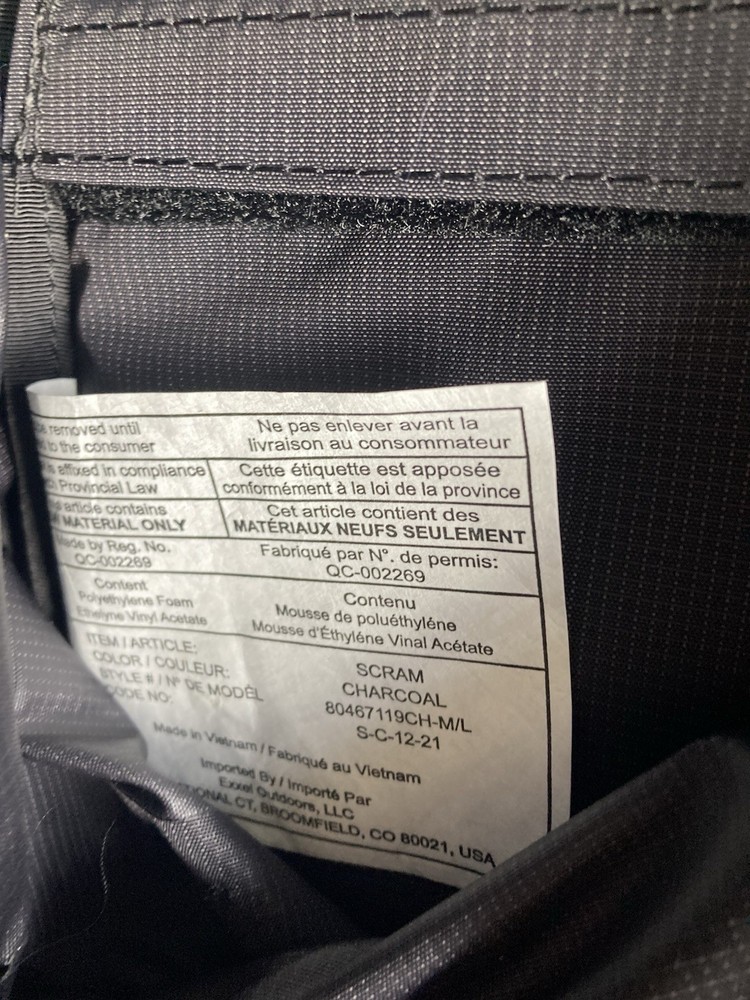 removed until
to the consumer
Ne pas enlever avant la
livraison au consommateur
affixed in compliance
Provincial Law
Cette étiquette est apposée
conformément à la loi de la province
article contains
MATERIAL ONLY
Cet article contient des
MATÉRIAUX NEUFS SEULEMENT
Made by Reg. No.
QC-002269
Fabriqué par N°. de permis:
QC-002269
Content
Polyethylene Foam
Ethelyne Vinyl Acetate
Contenu
Mousse de poluéthyléne
Mousse d'Éthyléne Vinal Acétate
ITEM / ARTICLE:
SCRAM
COLOR / COULEUR:
CHARCOAL
STYLE # / N° DE MODÉL
80467119CH-M/L
CODE NO:
S-C-12-21
Made in Vietnam / Fabriqué au Vietnam
Imported By / Importé Par
Exxel Outdoors, LLC
CT, BROOMFIELD, CO 80021, USA